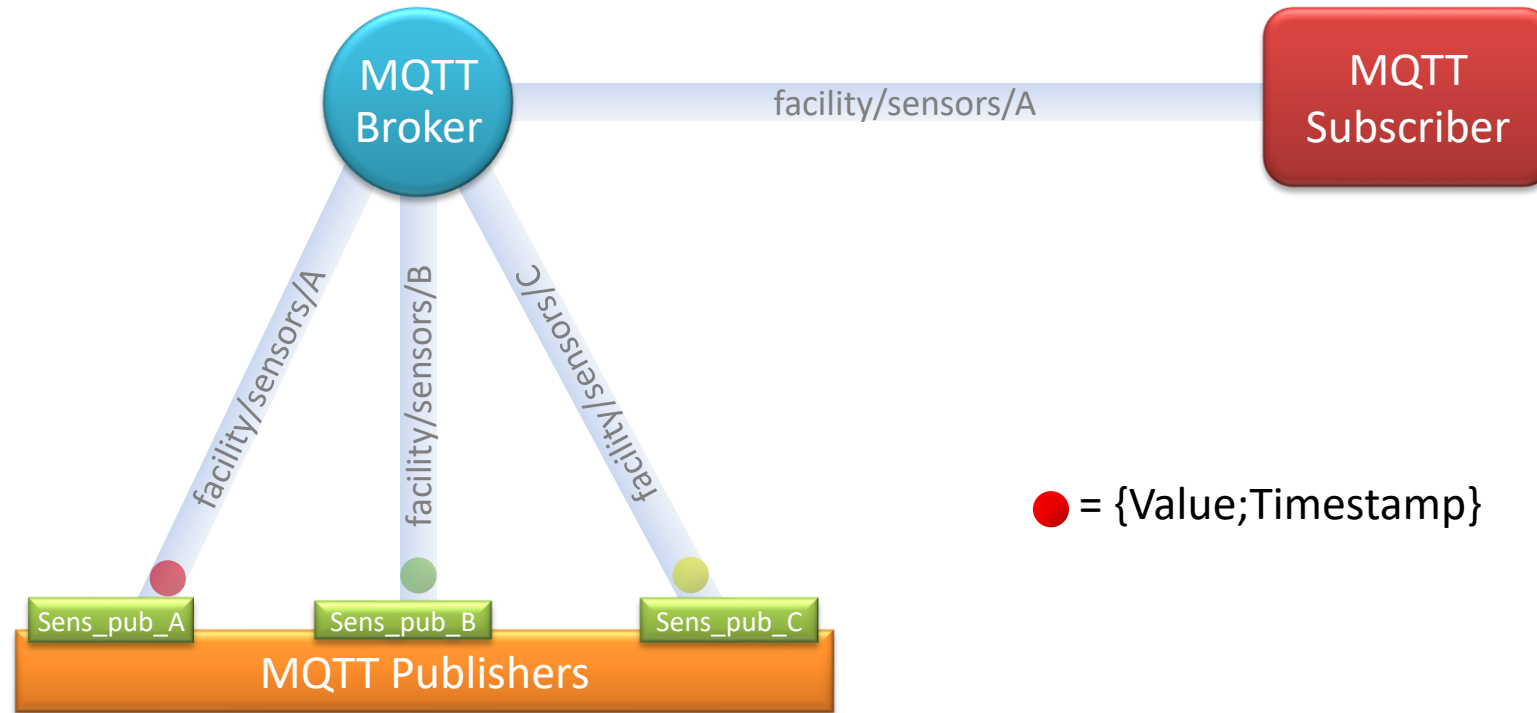 MQTT
Broker
facility/sensors/A
MQTT
Subscriber
facility/sensors/A
facility/sensors/B
facility/sensors/C
= {Value;Timestamp}
Sens_pub_A
Sens_pub_B
Sens_pub_C
MQTT Publishers